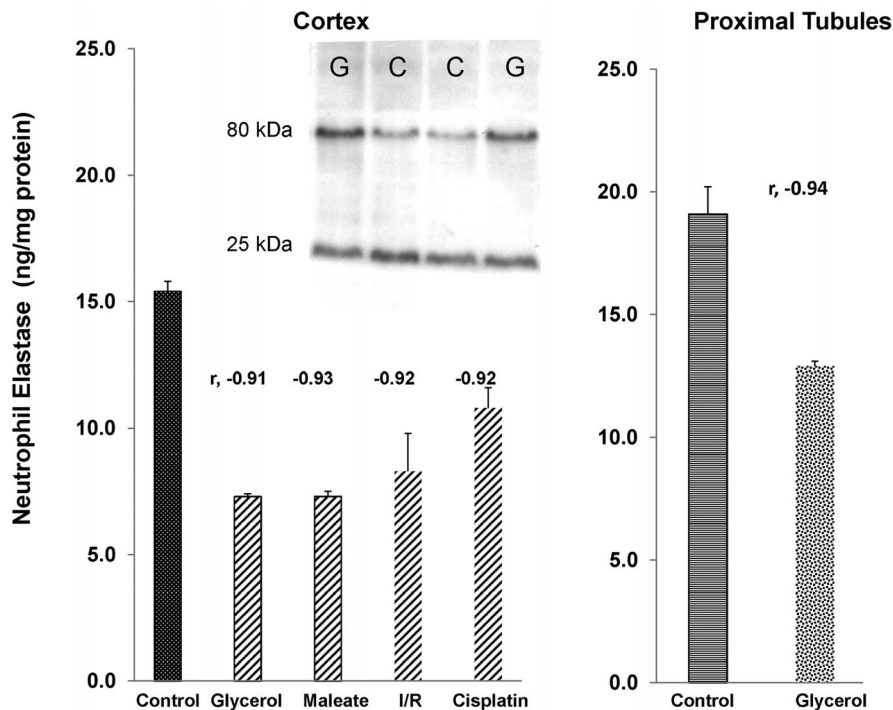 Cortex
Proximal Tubules
Neutrophil Elastase (ng/mg protein)
25.0
20.0
15.0
10.0
5.0
0.0
G C C G
80 kDa
25 kDa
r, -0.91 -0.93 -0.92 -0.92
Control Glycerol Maleate I/R Cisplatin
25.0
20.0
15.0
10.0
5.0
0.0
r, -0.94
Control Glycerol